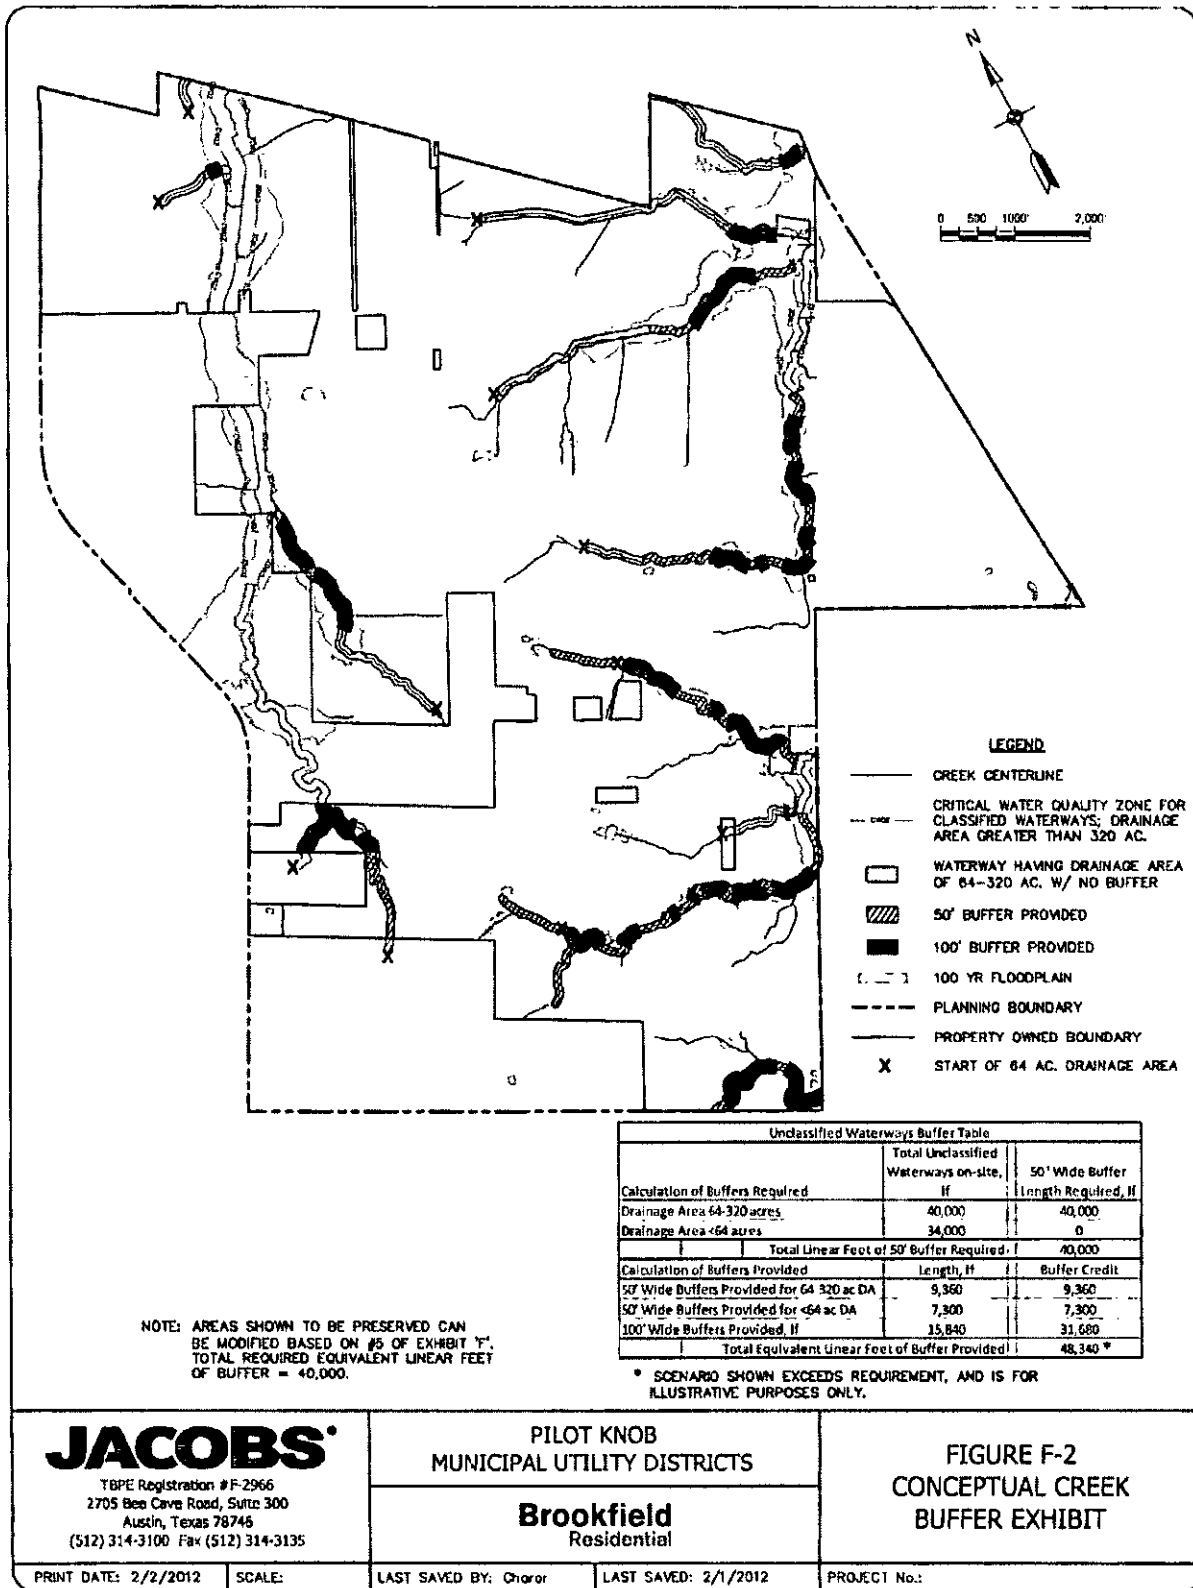 N
0 500 1000' 2,000'
X
LEGEND
CREEK CENTERLINE
CRITICAL WATER QUALITY ZONE FOR
CLASSIFIED WATERWAYS; DRAINAGE
AREA GREATER THAN 320 AC.
WATERWAY HAVING DRAINAGE AREA
OF 64-320 AC. W/ NO BUFFER
50' BUFFER PROVIDED
100' BUFFER PROVIDED
100 YR FLOODPLAIN
PLANNING BOUNDARY
PROPERTY OWNED BOUNDARY
X START OF 64 AC. DRAINAGE AREA
Unclassified Waterways Buffer Table
Total Unclassified
Waterways on-site, 50' Wide Buffer
Calculation of Buffers Required lf Length Required, lf
Drainage Area 64-320 acres 40,000 40,000
Drainage Area <64 acres 34,000 0
Total Linear Feet of 50' Buffer Required 40,000
Calculation of Buffers Provided Length, lf Buffer Credit
50' Wide Buffers Provided for 64-320 ac DA 9,360 9,360
50' Wide Buffers Provided for <64 ac DA 7,300 7,300
100' Wide Buffers Provided, lf 15,840 31,680
Total Equivalent Linear Feet of Buffer Provided 48,340 *
NOTE: AREAS SHOWN TO BE PRESERVED CAN
BE MODIFIED BASED ON #5 OF EXHIBIT 'F'.
TOTAL REQUIRED EQUIVALENT LINEAR FEET
OF BUFFER = 40,000.
* SCENARIO SHOWN EXCEEDS REQUIREMENT, AND IS FOR
ILLUSTRATIVE PURPOSES ONLY.
JACOBS
TBPE Registration #F-2966
2705 Bee Cave Road, Suite 300
Austin, Texas 78746
(512) 314-3100 Fax (512) 314-3135
PILOT KNOB
MUNICIPAL UTILITY DISTRICTS
Brookfield
Residential
FIGURE F-2
CONCEPTUAL CREEK
BUFFER EXHIBIT
PRINT DATE: 2/2/2012 SCALE: LAST SAVED BY: Charor LAST SAVED: 2/1/2012 PROJECT No.: